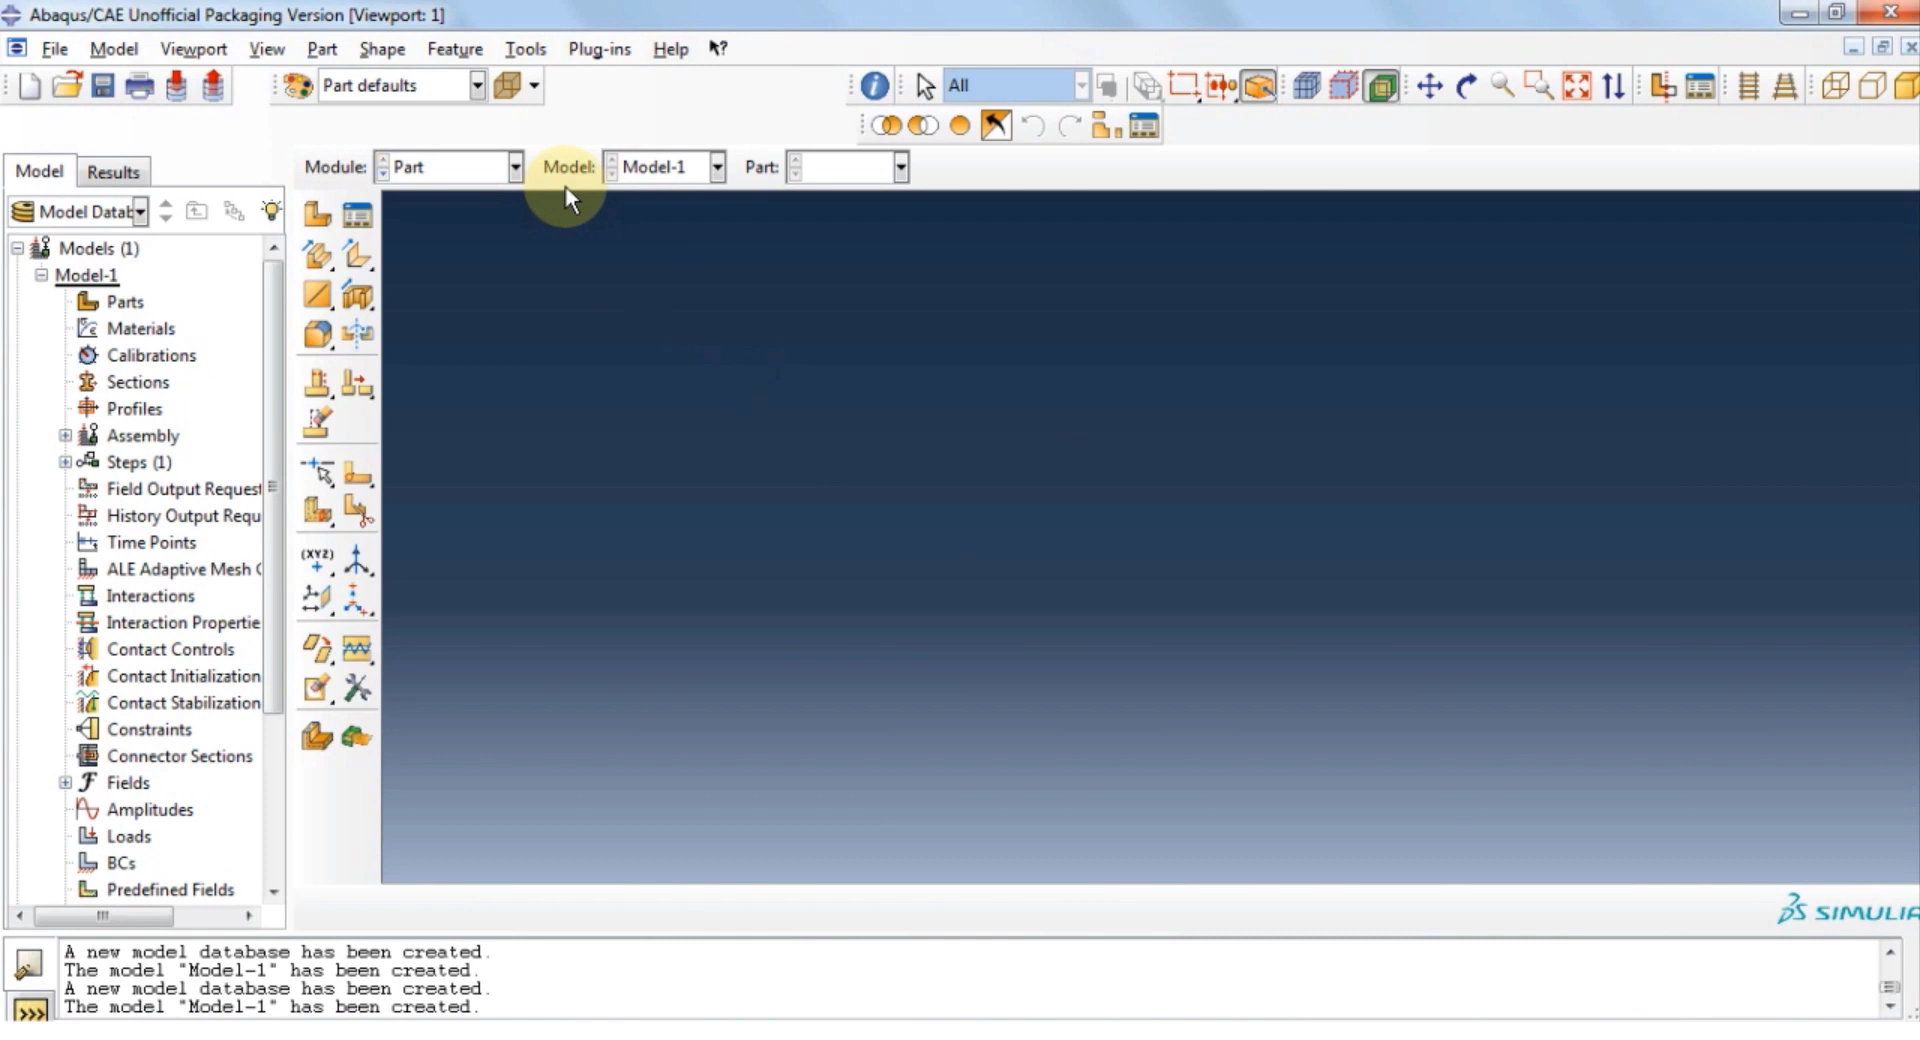 Abaqus/CAE Unofficial Packaging Version [Viewport: 1]
File Model Viewport View Part Shape Feature Tools Plug-ins Help
Part defaults All
Module: Part Model: Model-1 Part:
Model Results
Model Datab
Models (1)
Model-1
Parts
Materials
Calibrations
Sections
Profiles
Assembly
Steps (1)
Field Output Request
History Output Requ
Time Points
ALE Adaptive Mesh C
Interactions
Interaction Propertie
Contact Controls
Contact Initialization
Contact Stabilization
Constraints
Connector Sections
Fields
Amplitudes
Loads
BCs
Predefined Fields
(XYZ)
SIMULIA
A new model database has been created.
The model "Model-1" has been created.
A new model database has been created.
The model "Model-1" has been created.